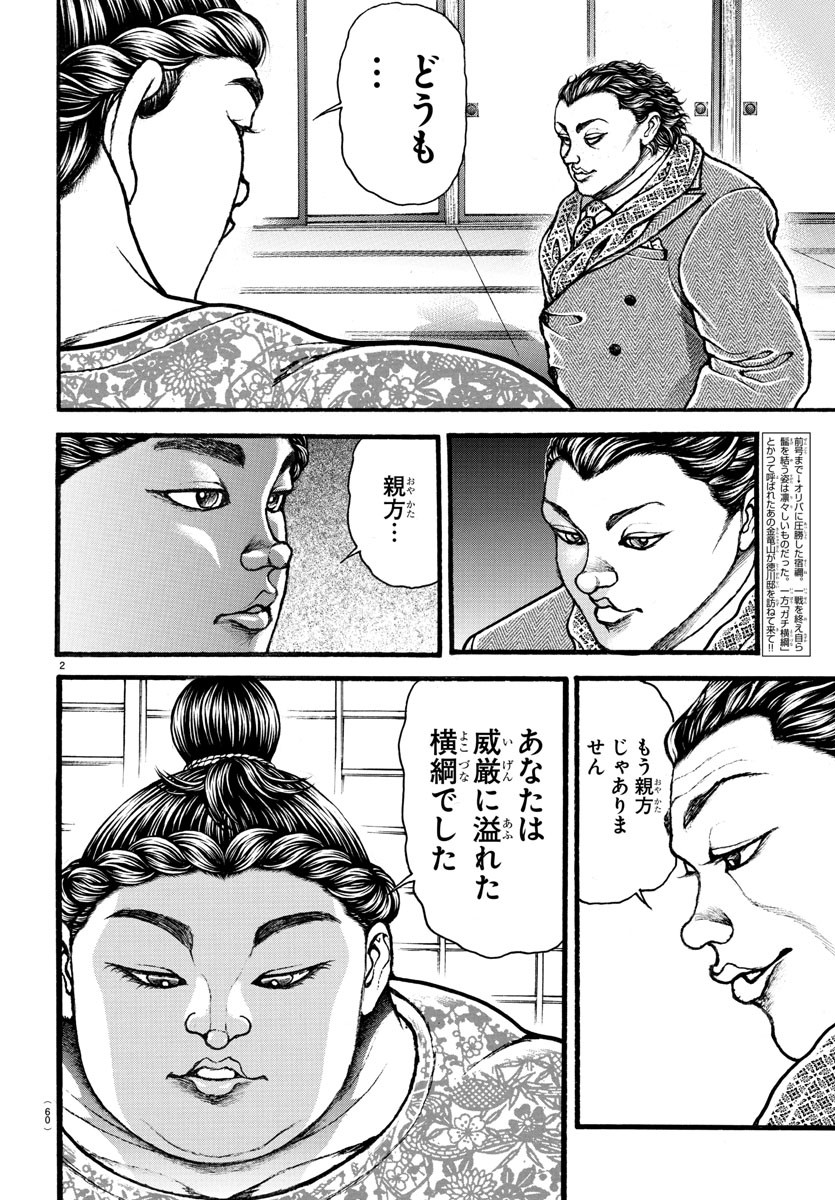 どうも
…
前号まで→オリバに圧勝した宿禰。一戦を終え自ら
髷を結う姿は凛々しいものだった。一方「ガチ横綱」
とかつて呼ばれたあの金竜山が徳川邸を訪ねて来て!!
親方…
もう親方
じゃありま
せん
あなたは
威厳に溢れた
横綱でした
2
(60)